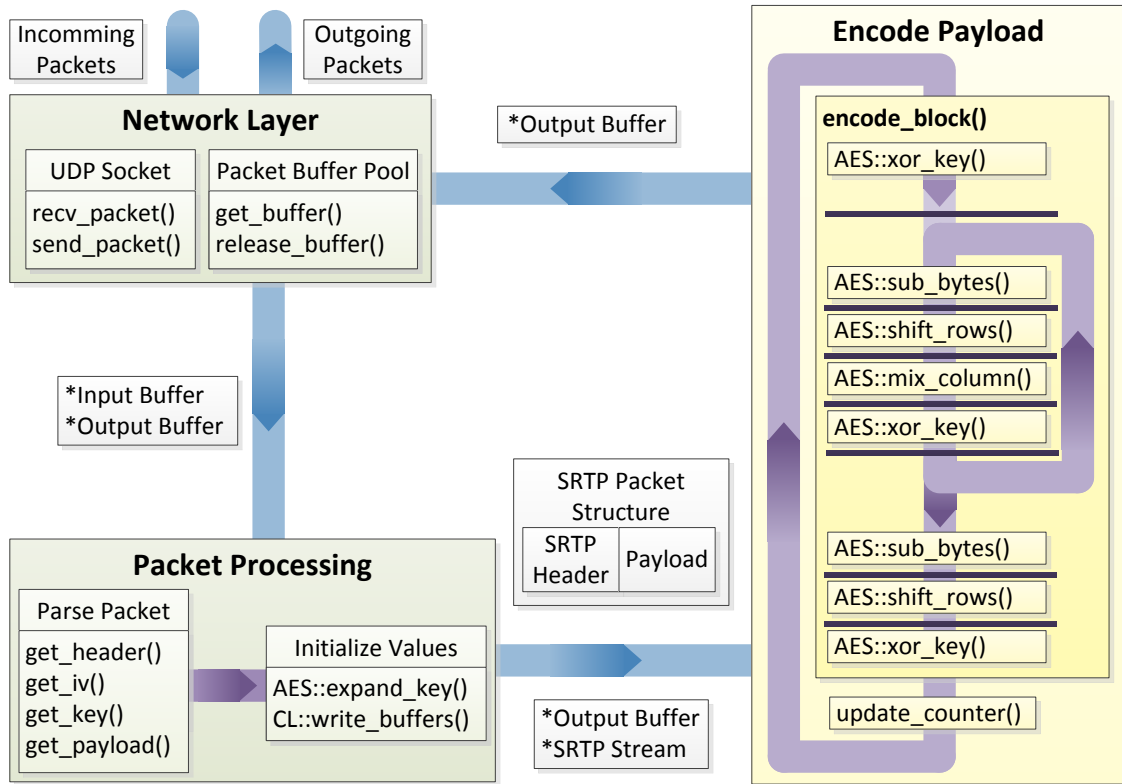 Incomming
Packets
Outgoing
Packets
Network Layer
UDP Socket
recv_packet()
send_packet()
Packet Buffer Pool
get_buffer()
release_buffer()
*Output Buffer
*Input Buffer
*Output Buffer
Packet Processing
Parse Packet
get_header()
get_iv()
get_key()
get_payload()
Initialize Values
AES::expand_key()
CL::write_buffers()
SRTP Packet
Structure
SRTP
Header
Payload
*Output Buffer
*SRTP Stream
Encode Payload
encode_block()
AES::xor_key()
AES::sub_bytes()
AES::shift_rows()
AES::mix_column()
AES::xor_key()
AES::sub_bytes()
AES::shift_rows()
AES::xor_key()
update_counter()